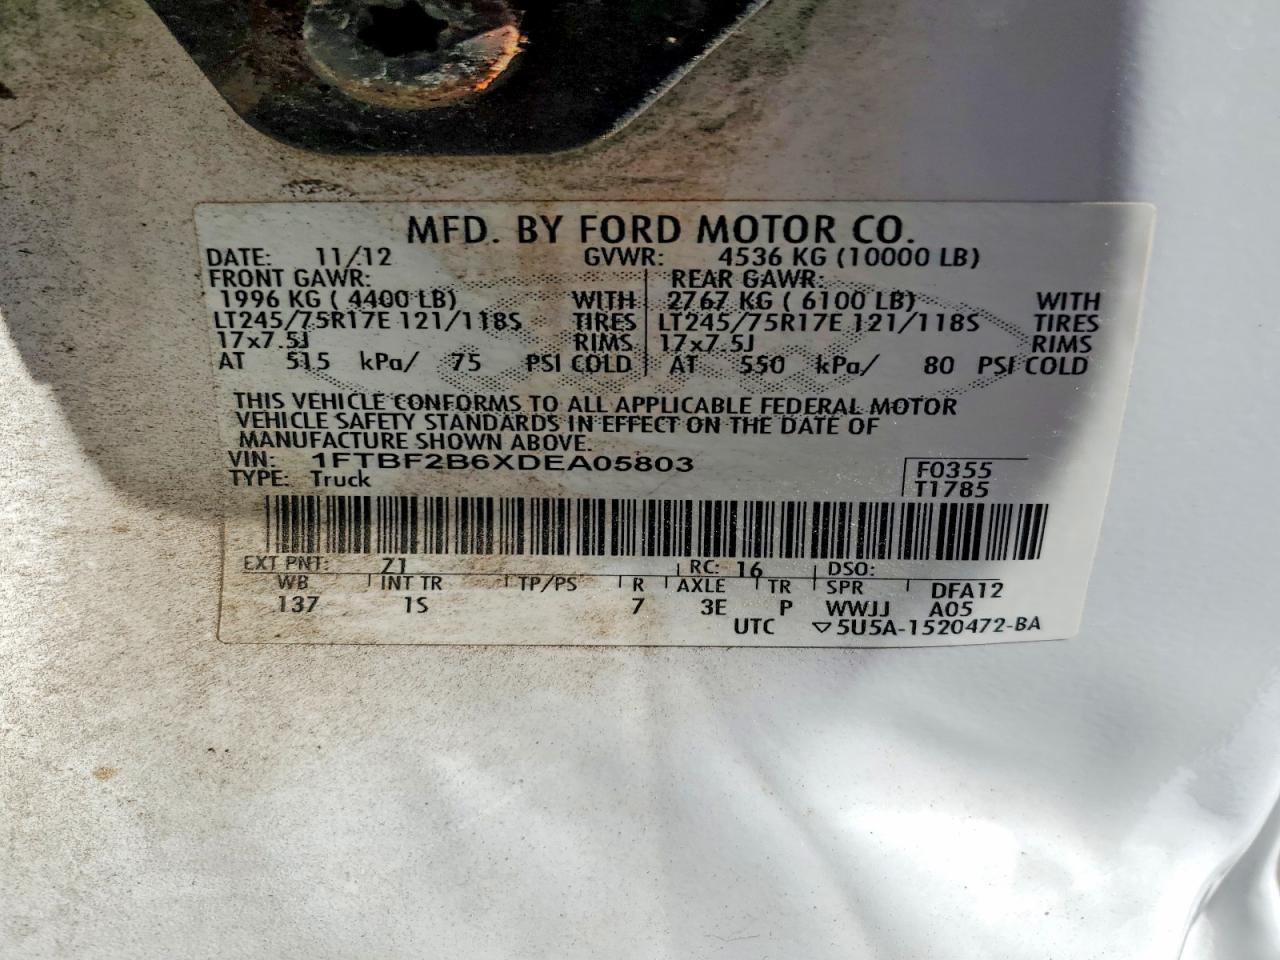 MFD. BY FORD MOTOR CO.
DATE: 11/12 GVWR: 4536 KG (10000 LB)
FRONT GAWR: REAR GAWR:
1996 KG ( 4400 LB) WITH 2767 KG ( 6100 LB) WITH
LT245/75R17E 121/118S TIRES LT245/75R17E 121/118S TIRES
17x7.5J RIMS 17x7.5J RIMS
AT 515 kPa/ 75 PSI COLD AT 550 kPa/ 80 PSI COLD
THIS VEHICLE CONFORMS TO ALL APPLICABLE FEDERAL MOTOR
VEHICLE SAFETY STANDARDS IN EFFECT ON THE DATE OF
MANUFACTURE SHOWN ABOVE.
VIN: 1FTBF2B6XDEA05803 F0355
TYPE: Truck T1785
EXT PNT: Z1 RC: 16 DSO:
WB INT TR TP/PS R AXLE TR SPR DFA12
137 1S 7 3E P WWJJ A05
UTC ▽5U5A-1520472-BA